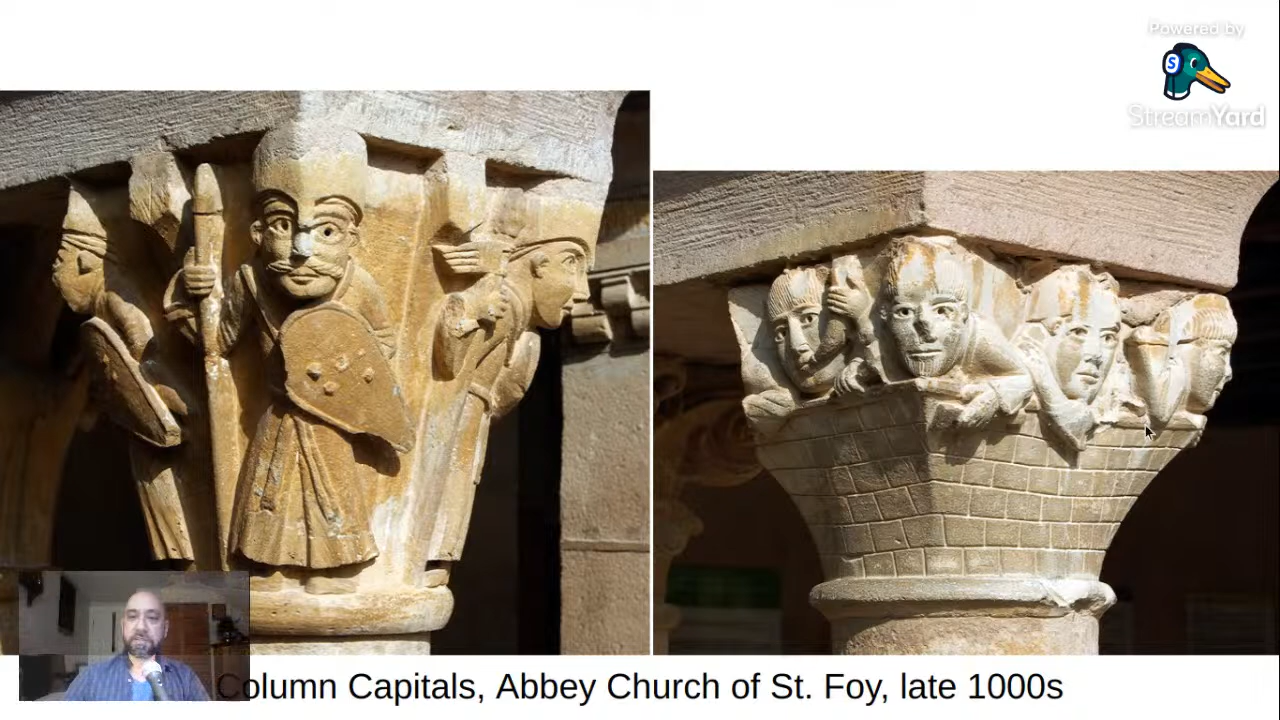 Powered by
S
StreamYard
Column Capitals, Abbey Church of St. Foy, late 1000s